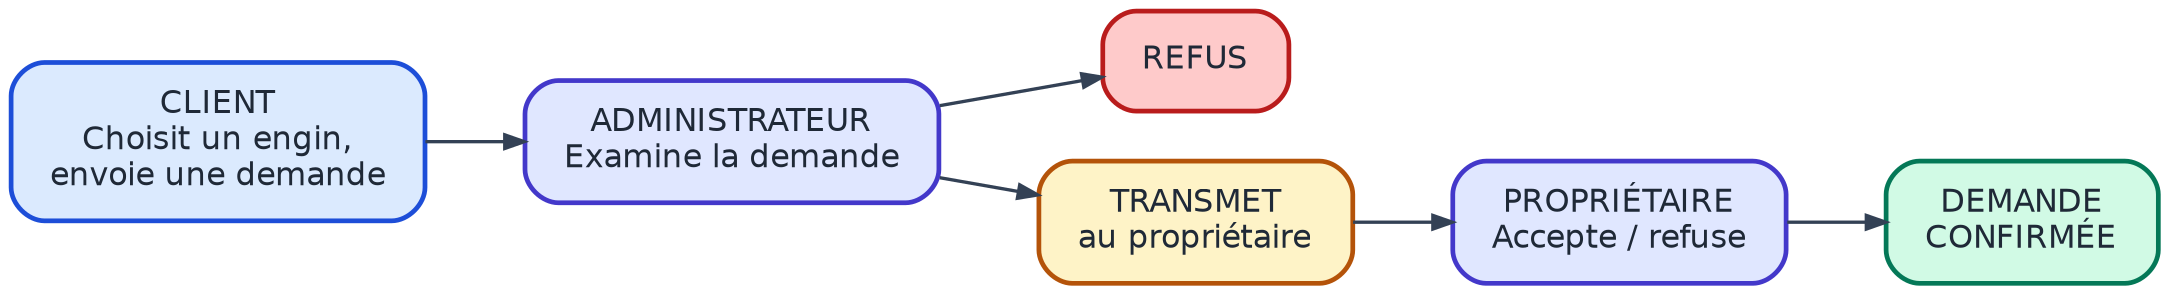 CLIENT
Choisit un engin,
envoie une demande
ADMINISTRATEUR
Examine la demande
REFUS
TRANSMET
au propriétaire
PROPRIÉTAIRE
Accepte / refuse
DEMANDE
CONFIRMÉE